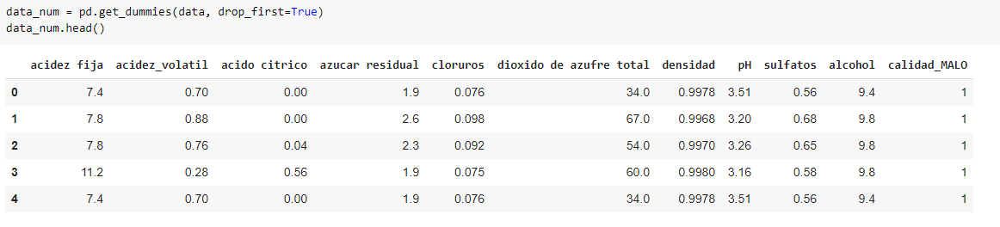 data_num = pd.get_dummies(data, drop_first=True)
data_num.head()
acidez fija acidez_volatil acido citrico azucar residual cloruros dioxido de azufre total densidad pH sulfatos alcohol calidad_MALO
0 7.4 0.70 0.00 1.9 0.076 34.0 0.9978 3.51 0.56 9.4 1
1 7.8 0.88 0.00 2.6 0.098 67.0 0.9968 3.20 0.68 9.8 1
2 7.8 0.76 0.04 2.3 0.092 54.0 0.9970 3.26 0.65 9.8 1
3 11.2 0.28 0.56 1.9 0.075 60.0 0.9980 3.16 0.58 9.8 1
4 7.4 0.70 0.00 1.9 0.076 34.0 0.9978 3.51 0.56 9.4 1